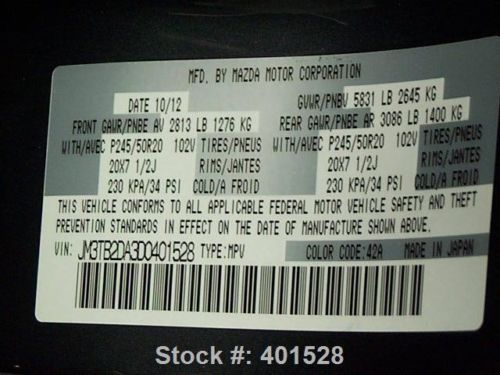 MFD. BY MAZDA MOTOR CORPORATION
DATE 10/12 GVWR/PNBV 5831 LB 2645 KG
FRONT GAWR/PNBE AV 2813 LB 1276 KG REAR GAWR/PNBE AR 3086 LB 1400 KG
WITH/AVEC P245/50R20 102V TIRES/PNEUS WITH/AVEC P245/50R20 102V TIRES/PNEUS
20X7 1/2J RIMS/JANTES 20X7 1/2J RIMS/JANTES
230 KPA/34 PSI COLD/A FROID 230 KPA/34 PSI COLD/A FROID
THIS VEHICLE CONFORMS TO ALL APPLICABLE FEDERAL MOTOR VEHICLE SAFETY AND THEFT
PREVENTION STANDARDS IN EFFECT ON THE DATE OF MANUFACTURE SHOWN ABOVE.
VIN: JM3TB2DA3D0401528 TYPE:MPV COLOR CODE:42A MADE IN JAPAN
Stock #: 401528